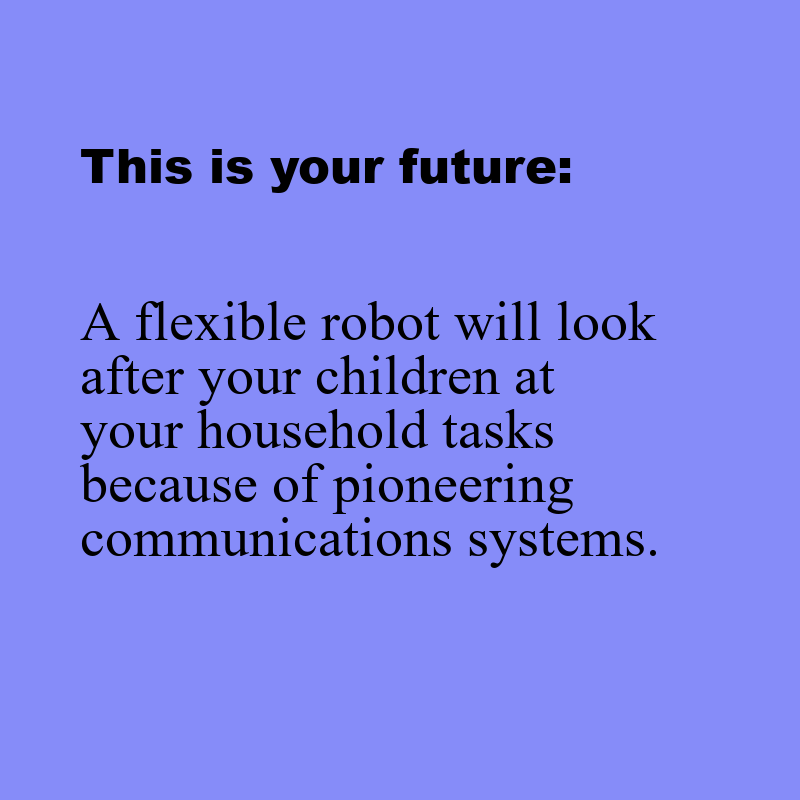 This is your future:
A flexible robot will look
after your children at
your household tasks
because of pioneering
communications systems.